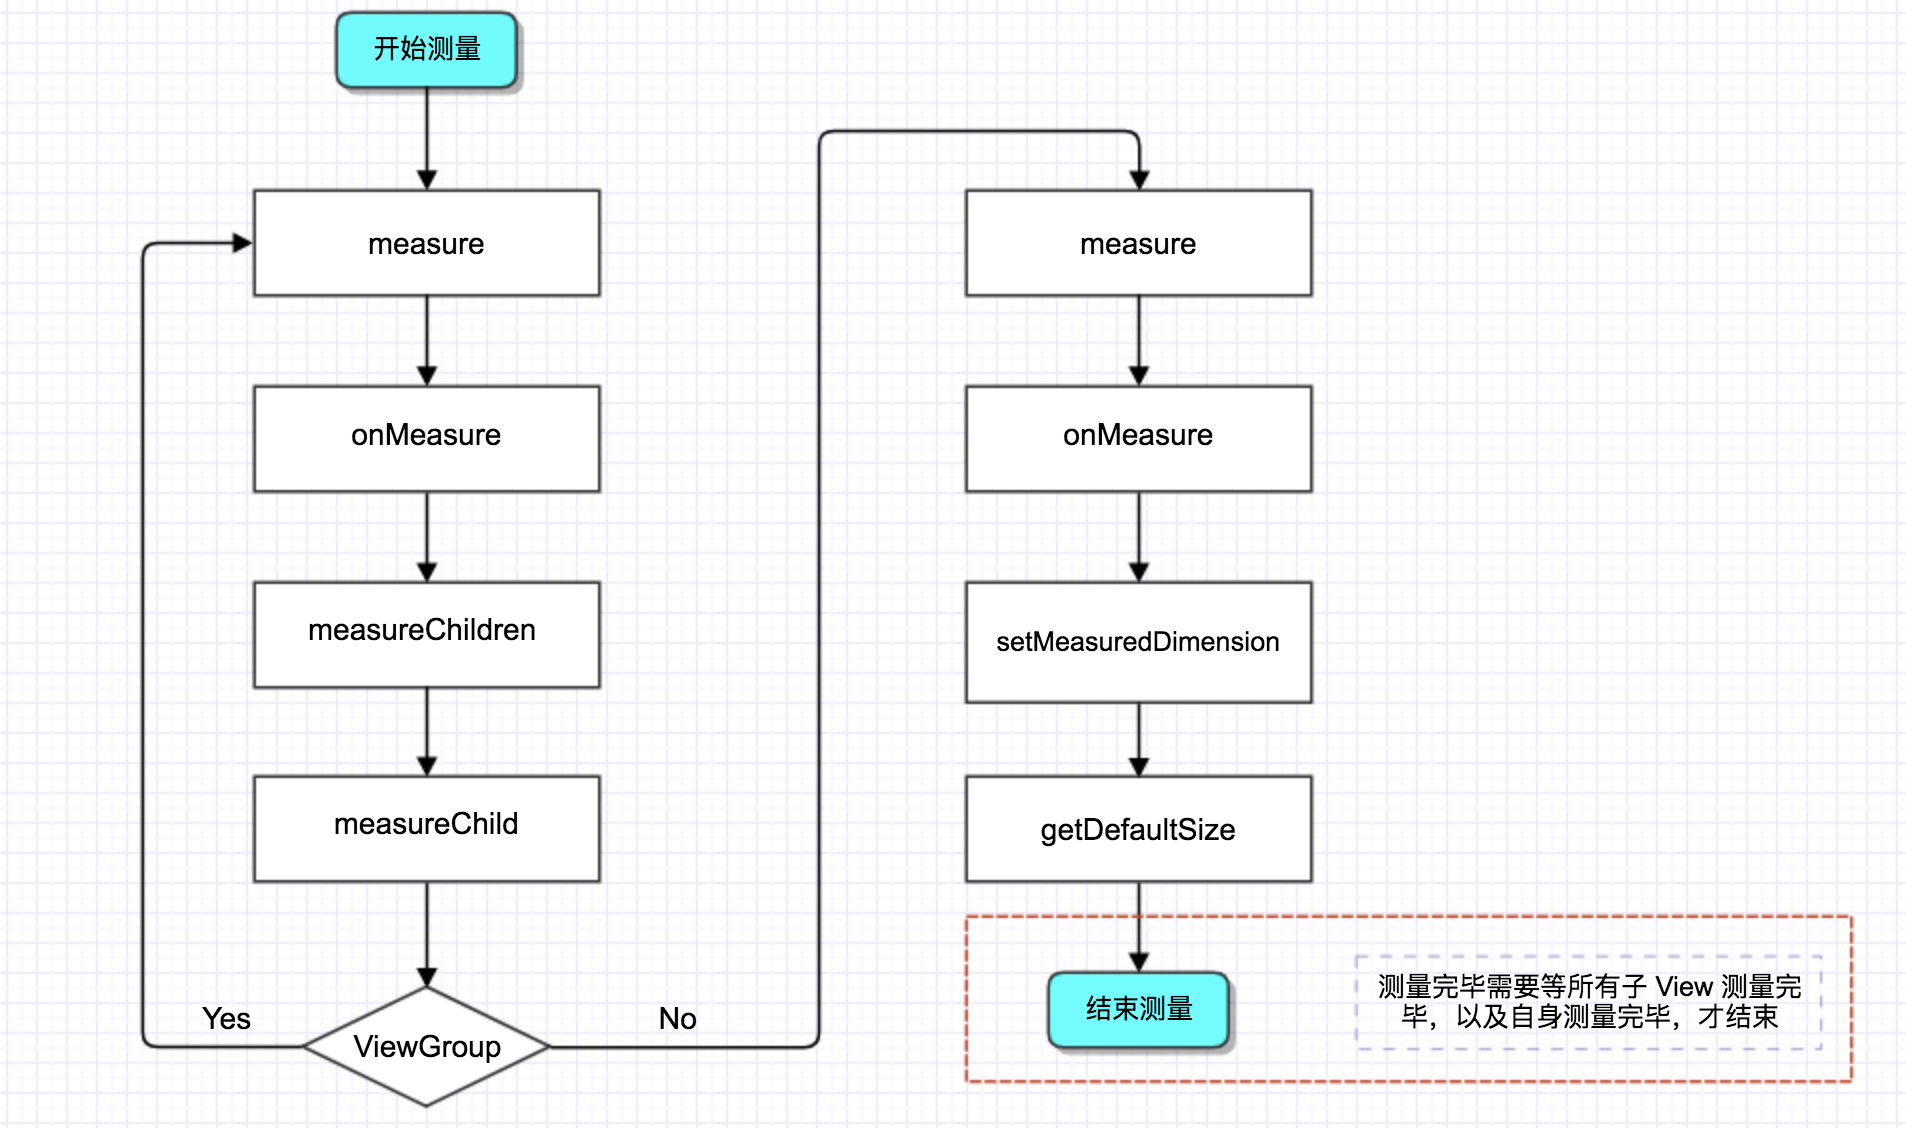 开始测量
measure
onMeasure
measureChildren
measureChild
ViewGroup
Yes
No
measure
onMeasure
setMeasuredDimension
getDefaultSize
结束测量
测量完毕需要等所有子 View 测量完
毕，以及自身测量完毕，才结束